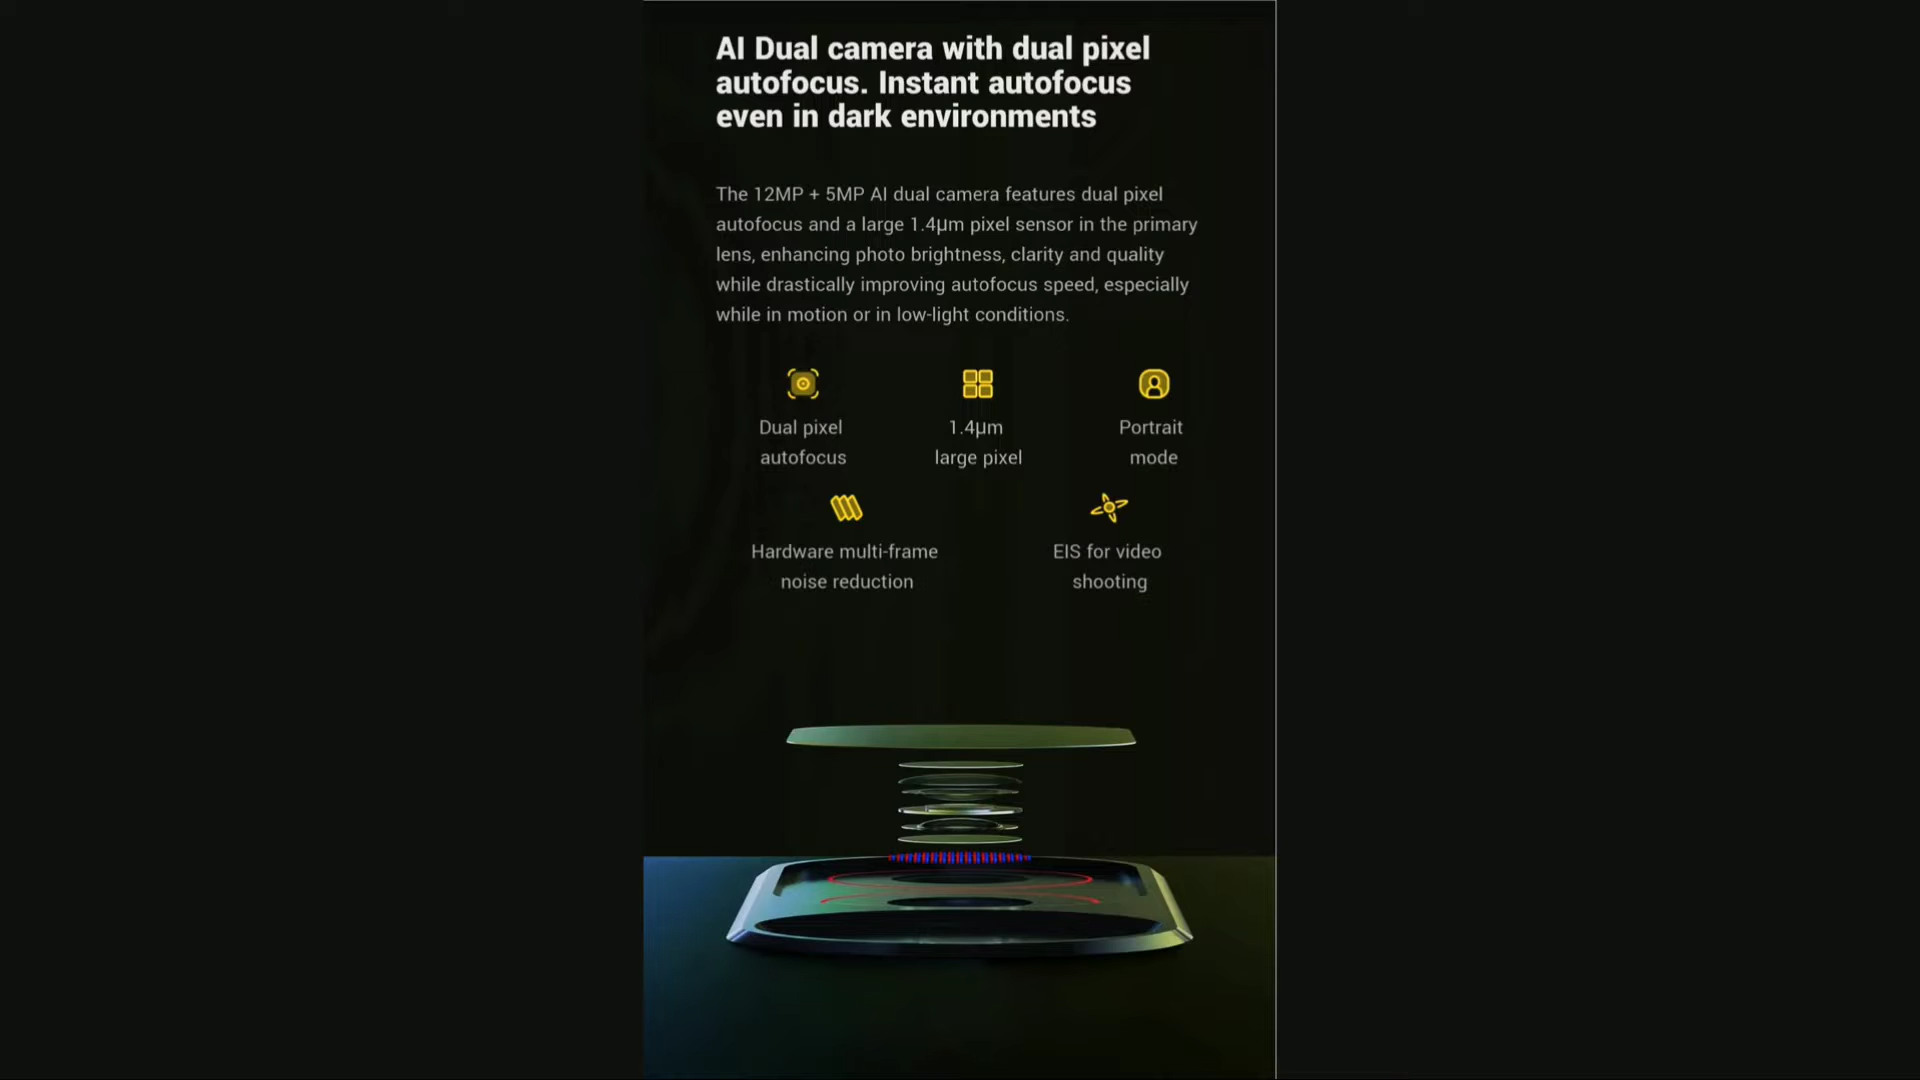 AI Dual camera with dual pixel
autofocus. Instant autofocus
even in dark environments
The 12MP + 5MP AI dual camera features dual pixel
autofocus and a large 1.4μm pixel sensor in the primary
lens, enhancing photo brightness, clarity and quality
while drastically improving autofocus speed, especially
while in motion or in low-light conditions.
Dual pixel
autofocus
1.4μm
large pixel
Portrait
mode
Hardware multi-frame
noise reduction
EIS for video
shooting